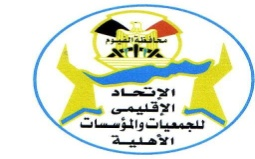 محافظة الفيوم
الإتحاد
الإقليمى
للجمعيات والمؤسسات
الأهلية